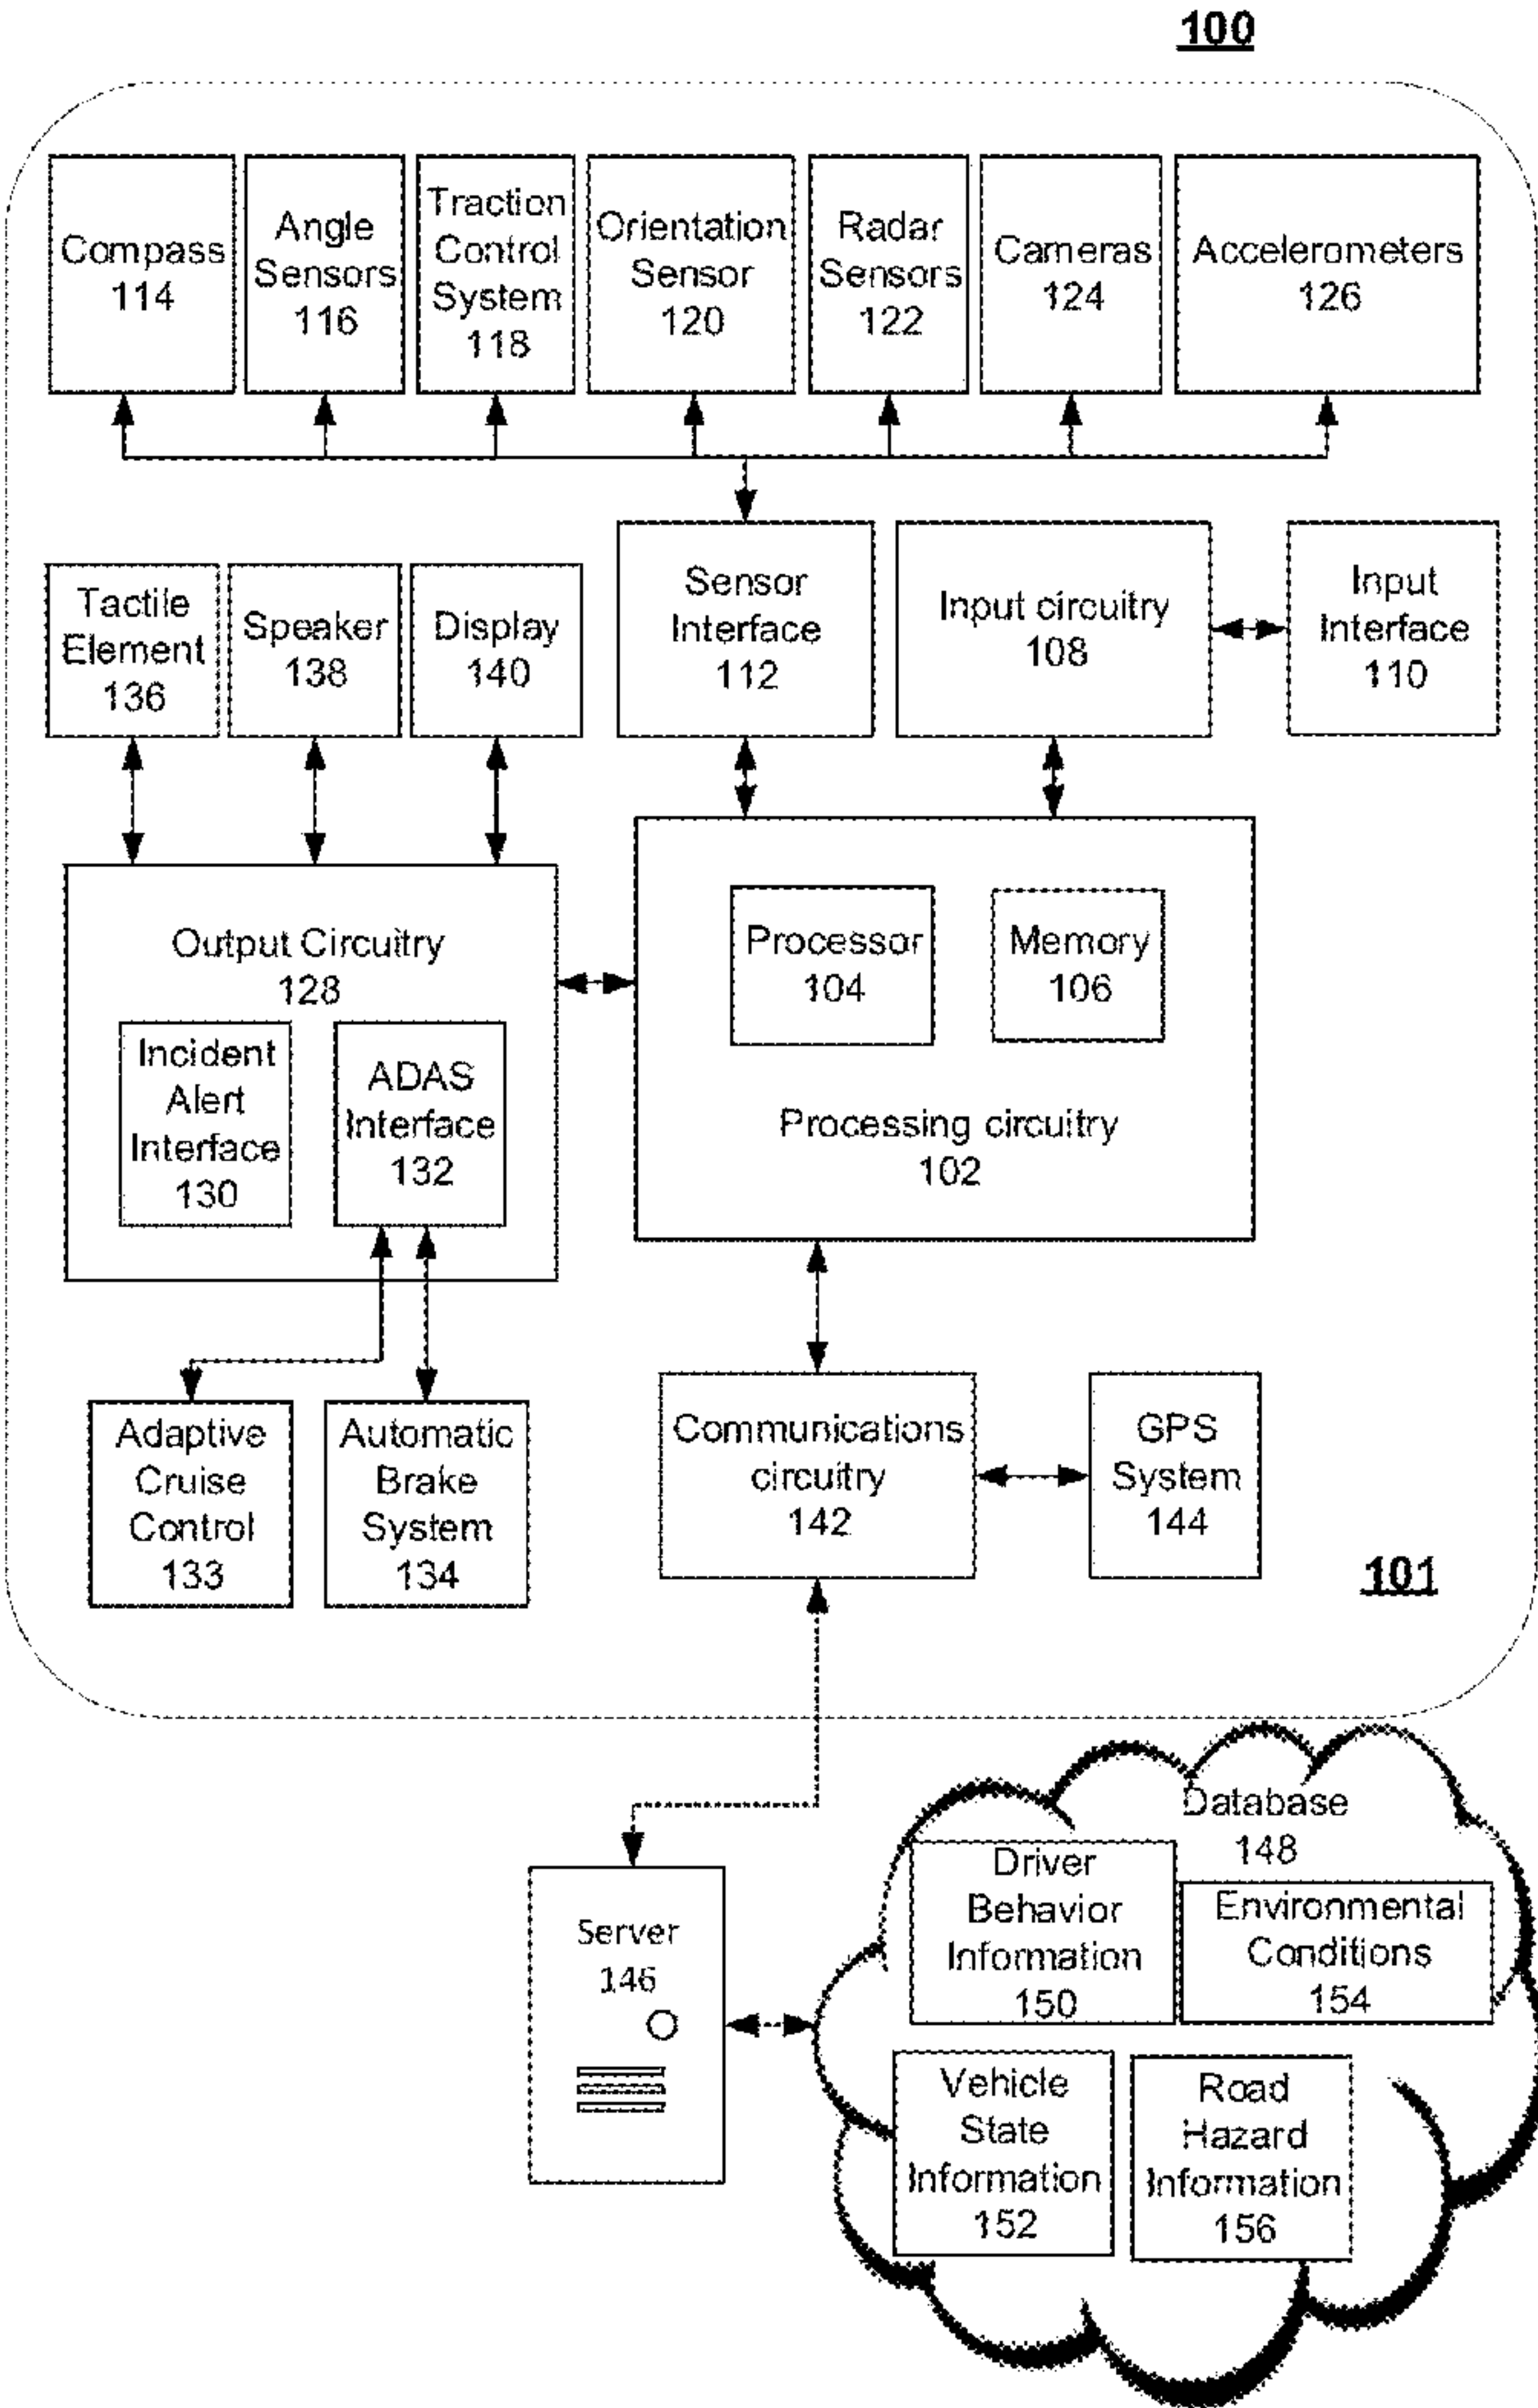 100
Compass
114
Angle
Sensors
116
Traction
Control
System
118
Orientation
Sensor
120
Radar
Sensors
122
Cameras
124
Accelerometers
126
Tactile
Element
136
Speaker
138
Display
140
Sensor
Interface
112
Input circuitry
108
Input
Interface
110
Output Circuitry
128
Incident
Alert
Interface
130
ADAS
Interface
132
Processor
104
Memory
106
Processing circuitry
102
Adaptive
Cruise
Control
133
Automatic
Brake
System
134
Communications
circuitry
142
GPS
System
144
101
Server
146
Database
148
Driver
Behavior
Information
150
Environmental
Conditions
154
Vehicle
State
Information
152
Road
Hazard
Information
156